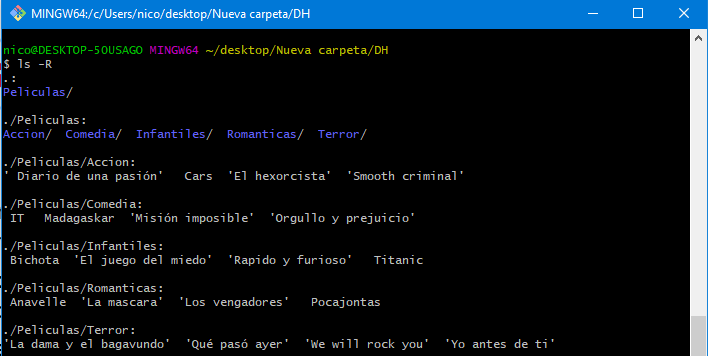 MINGW64:/c/Users/nico/desktop/Nueva carpeta/DH
nico@DESKTOP-5OUSAGO MINGW64 ~/desktop/Nueva carpeta/DH
$ ls -R
.:
Peliculas/
./Peliculas:
Accion/  Comedia/  Infantiles/  Romanticas/  Terror/
./Peliculas/Accion:
' Diario de una pasión'   Cars  'El hexorcista'  'Smooth criminal'
./Peliculas/Comedia:
IT   Madagaskar  'Misión imposible'  'Orgullo y prejuicio'
./Peliculas/Infantiles:
Bichota  'El juego del miedo'  'Rapido y furioso'   Titanic
./Peliculas/Romanticas:
Anavelle  'La mascara'  'Los vengadores'   Pocajontas
./Peliculas/Terror:
'La dama y el bagavundo'  'Qué pasó ayer'  'We will rock you'  'Yo antes de ti'